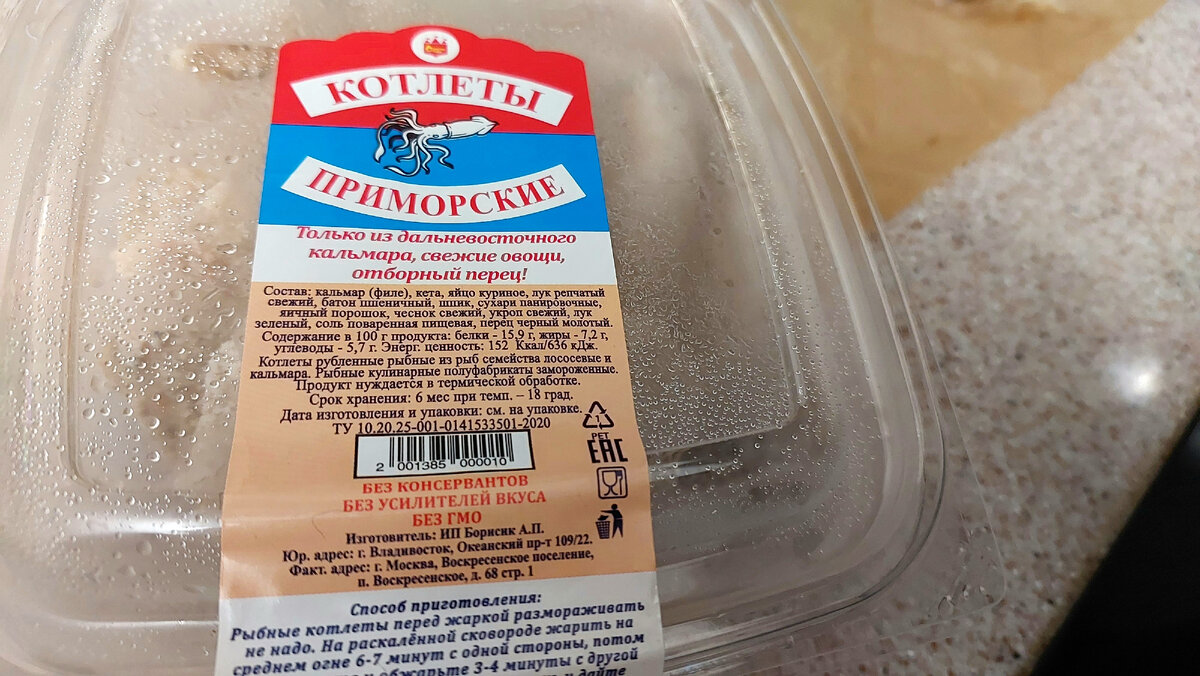 КОТЛЕТЫ
ПРИМОРСКИЕ
Только из дальневосточного
кальмара, свежие овощи,
отборный перец!
Состав: кальмар (филе), кета, яйцо куриное, лук репчатый
свежий, батон пшеничный, шпик, сухари панировочные,
яичный порошок, чеснок свежий, укроп свежий, лук
зеленый, соль поваренная пищевая, перец черный молотый.
Содержание в 100 г продукта: белки - 15,9 г, жиры - 7,2 г,
углеводы - 5,7 г. Энерг. ценность: 152 Ккал/636 кДж.
Котлеты рубленные рыбные из рыб семейства лососевые и
кальмара. Рыбные кулинарные полуфабрикаты замороженные.
Продукт нуждается в термической обработке.
Срок хранения: 6 мес при темп. – 18 град.
Дата изготовления и упаковки: см. на упаковке.
ТУ 10.20.25-001-0141533501-2020
1
PET
EAC
2 001385 000010
БЕЗ КОНСЕРВАНТОВ
БЕЗ УСИЛИТЕЛЕЙ ВКУСА
БЕЗ ГМО
Изготовитель: ИП Борисик А.П.
Юр. адрес: г. Владивосток, Океанский пр-т 109/22.
Факт. адрес: г. Москва, Воскресенское поселение,
п. Воскресенское, д. 68 стр. 1
Способ приготовления:
Рыбные котлеты перед жаркой размораживать
не надо. На раскалённой сковороде жарить на
среднем огне 6-7 минут с одной стороны, потом
обжарьте 3-4 минуты с другой
дайте